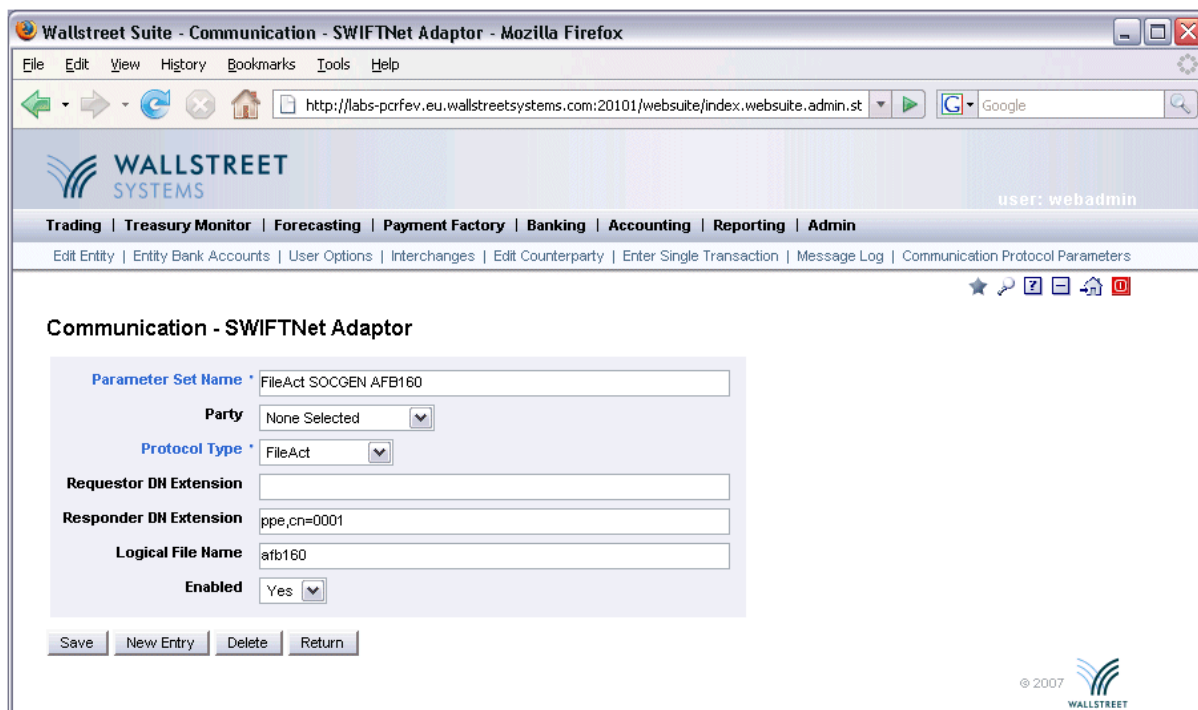 Wallstreet Suite - Communication - SWIFTNet Adaptor - Mozilla Firefox
File Edit View History Bookmarks Tools Help
http://labs-pcrfev.eu.wallstreetsystems.com:20101/websuite/index.websuite.admin.st G Google
WALLSTREET
SYSTEMS
user: webadmin
Trading | Treasury Monitor | Forecasting | Payment Factory | Banking | Accounting | Reporting | Admin
Edit Entity | Entity Bank Accounts | User Options | Interchanges | Edit Counterparty | Enter Single Transaction | Message Log | Communication Protocol Parameters
Communication - SWIFTNet Adaptor
Parameter Set Name * FileAct SOCGEN AFB160
Party None Selected
Protocol Type * FileAct
Requestor DN Extension
Responder DN Extension ppe,cn=0001
Logical File Name afb160
Enabled Yes
Save New Entry Delete Return
© 2007
WALLSTREET